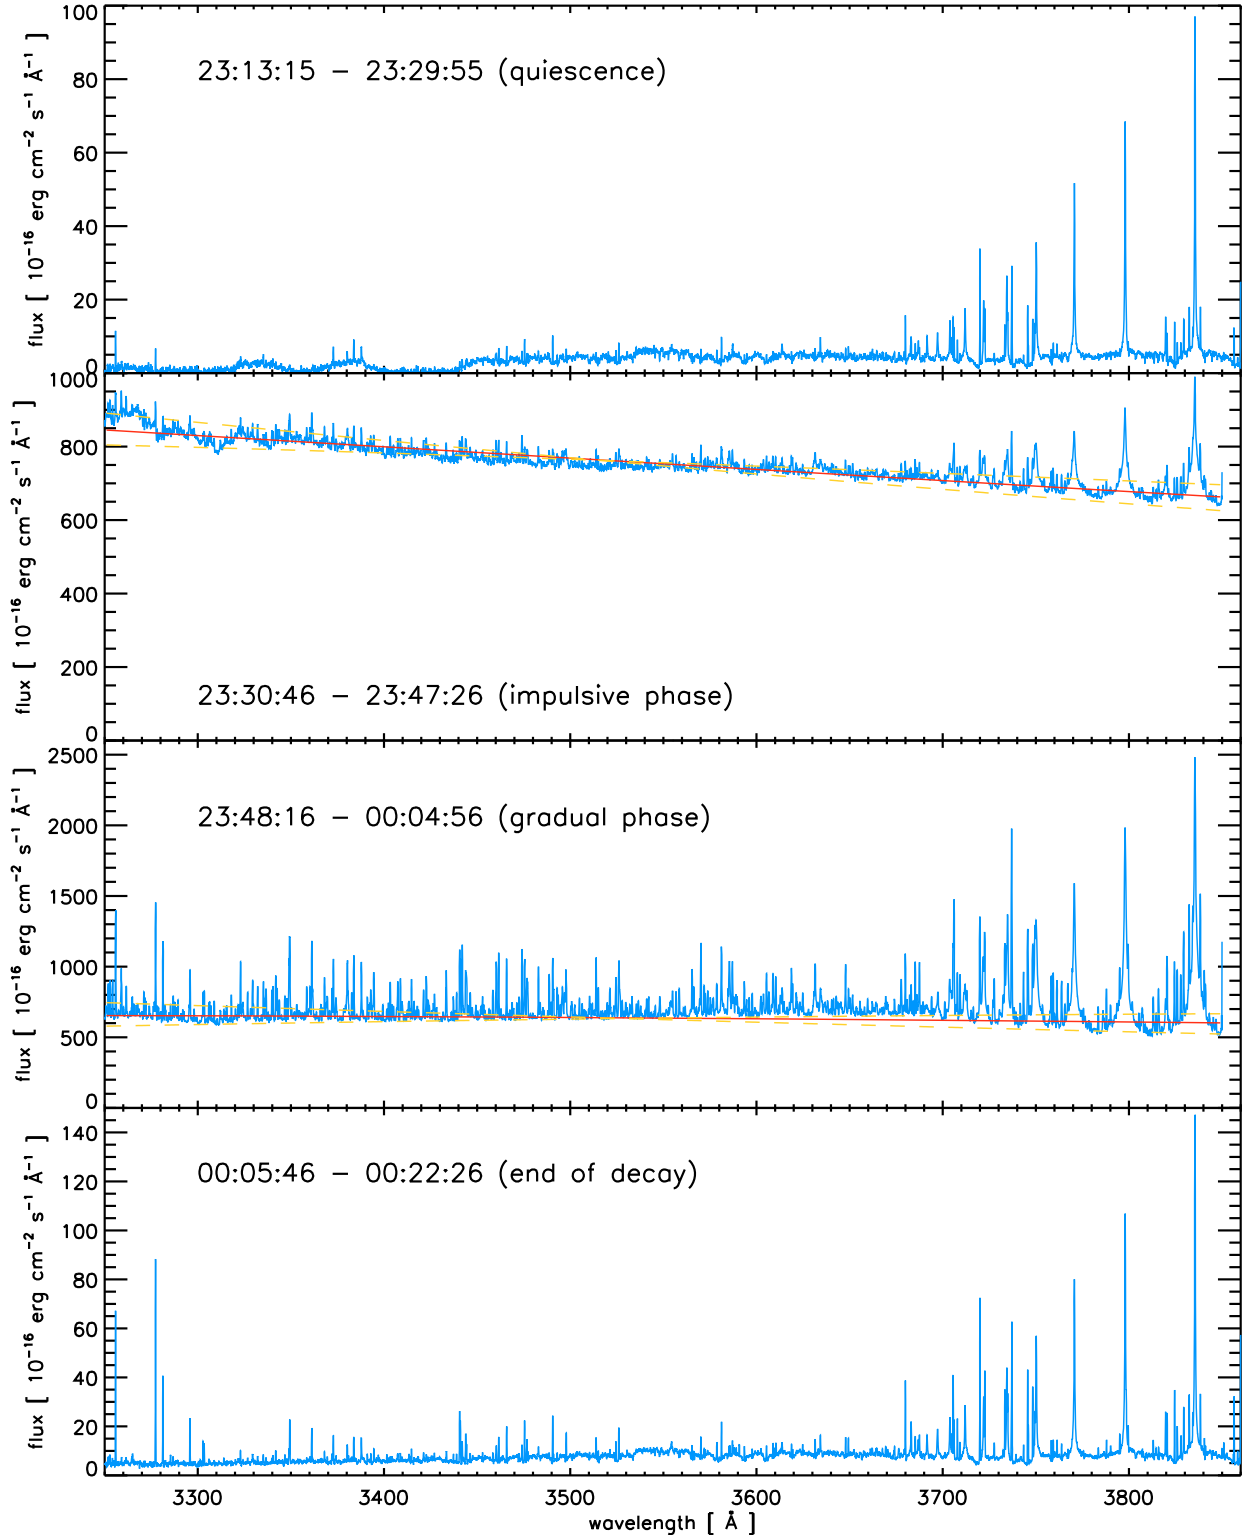 100
80
60
40
20
0
flux [ 10⁻¹⁶ erg cm⁻² s⁻¹ Å⁻¹ ]
23:13:15 – 23:29:55 (quiescence)
1000
800
600
400
200
0
flux [ 10⁻¹⁶ erg cm⁻² s⁻¹ Å⁻¹ ]
23:30:46 – 23:47:26 (impulsive phase)
2500
2000
1500
1000
500
0
flux [ 10⁻¹⁶ erg cm⁻² s⁻¹ Å⁻¹ ]
23:48:16 – 00:04:56 (gradual phase)
140
120
100
80
60
40
20
0
flux [ 10⁻¹⁶ erg cm⁻² s⁻¹ Å⁻¹ ]
00:05:46 – 00:22:26 (end of decay)
3300 3400 3500 3600 3700 3800
wavelength [ Å ]